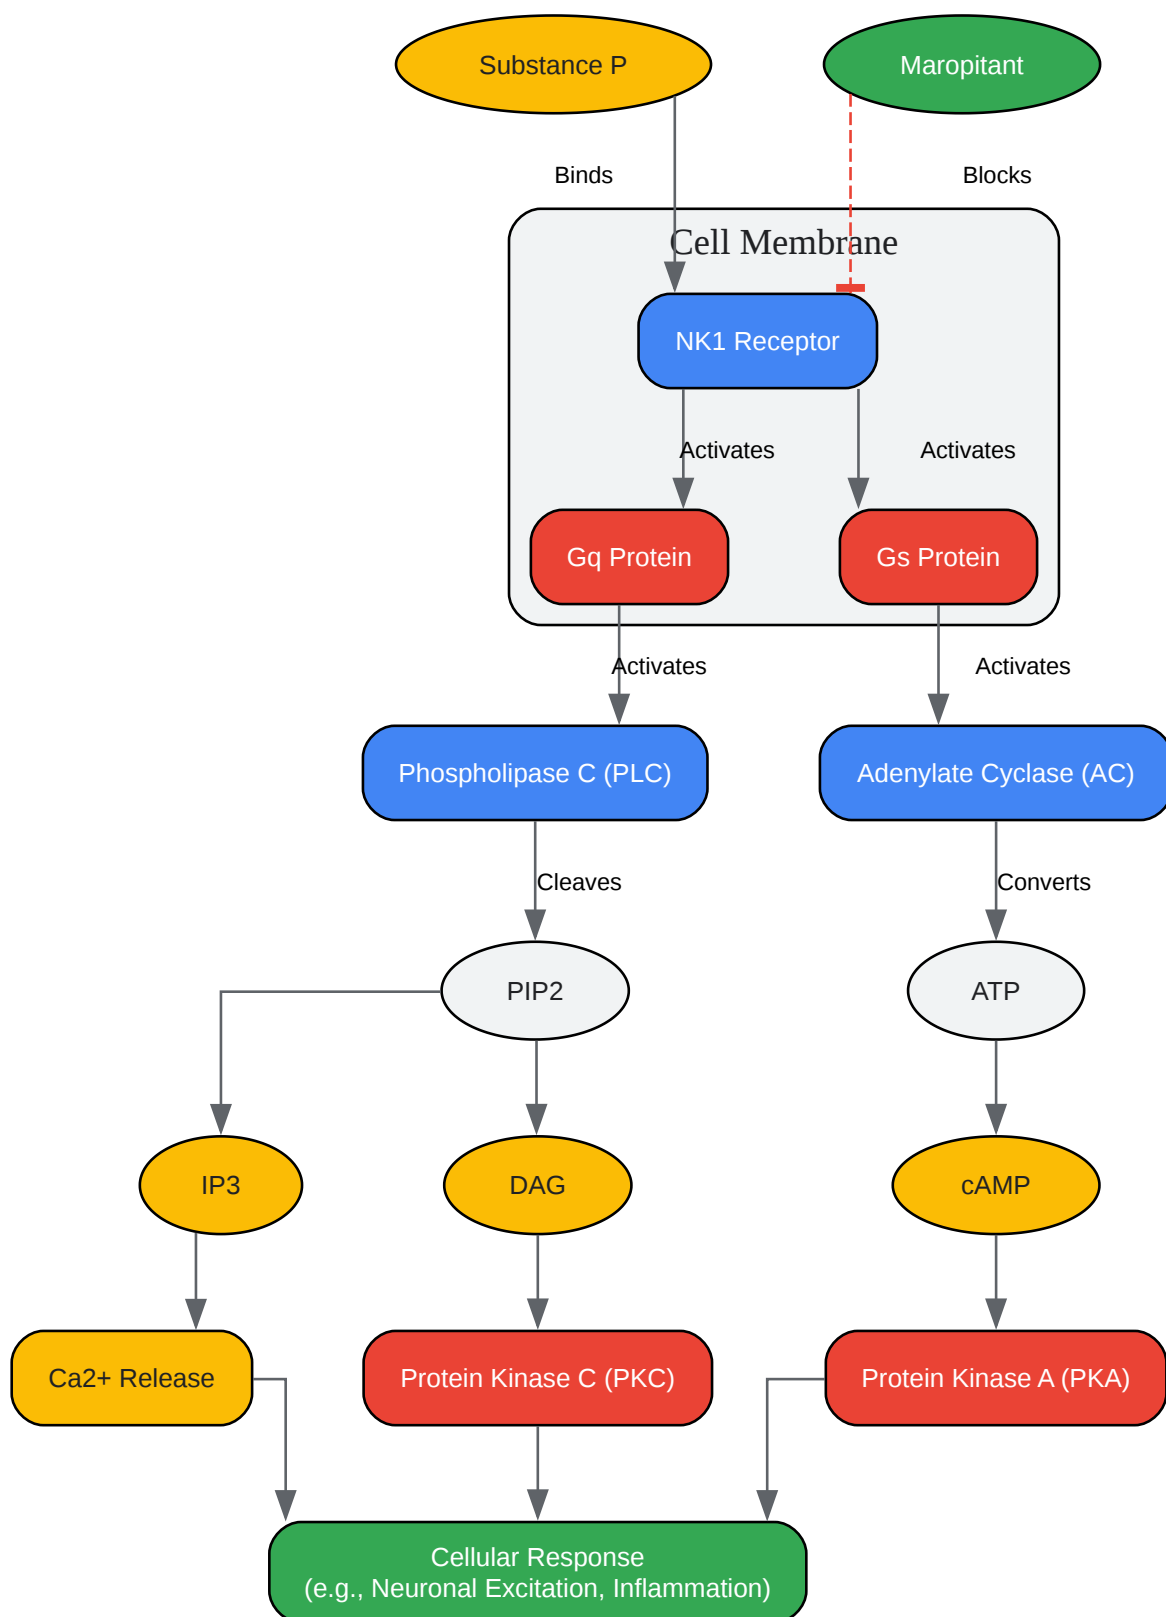 Substance P
Maropitant
Binds
Blocks
Cell Membrane
NK1 Receptor
Activates
Activates
Gq Protein
Gs Protein
Activates
Activates
Phospholipase C (PLC)
Adenylate Cyclase (AC)
Cleaves
Converts
PIP2
ATP
IP3
DAG
cAMP
Ca2+ Release
Protein Kinase C (PKC)
Protein Kinase A (PKA)
Cellular Response
(e.g., Neuronal Excitation, Inflammation)